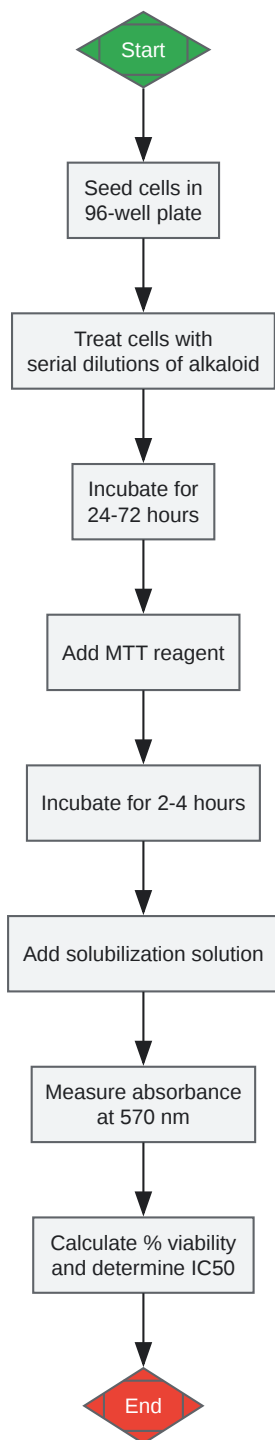 Start
Seed cells in
96-well plate
Treat cells with
serial dilutions of alkaloid
Incubate for
24-72 hours
Add MTT reagent
Incubate for 2-4 hours
Add solubilization solution
Measure absorbance
at 570 nm
Calculate % viability
and determine IC50
End